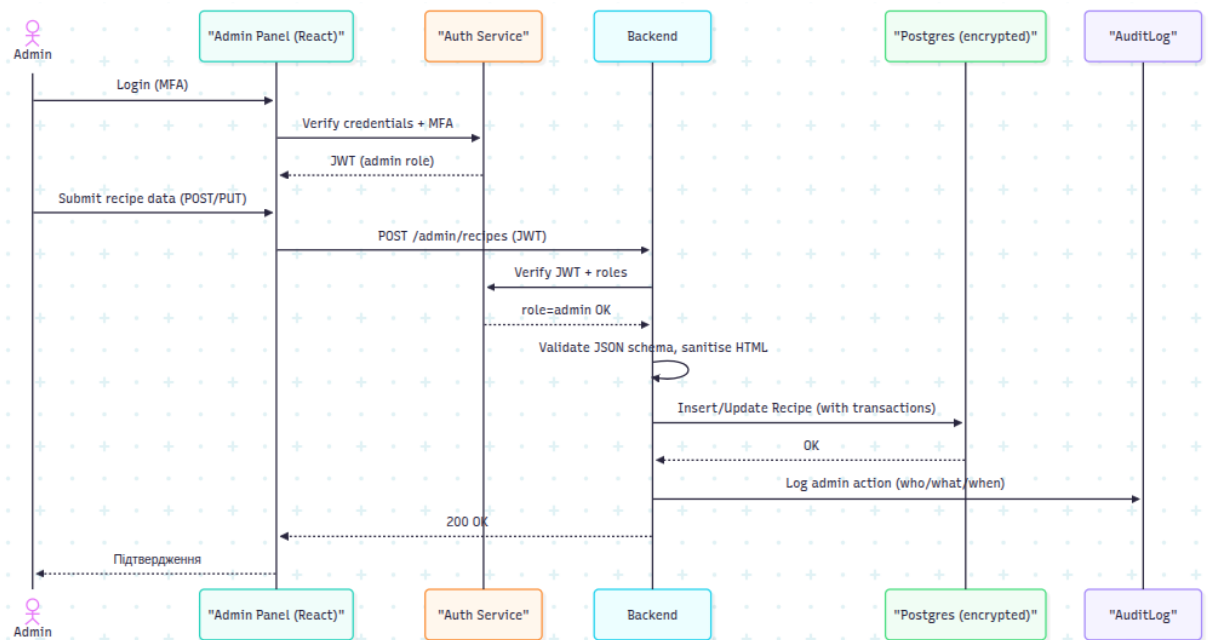 Admin
"Admin Panel (React)"
"Auth Service"
Backend
"Postgres (encrypted)"
"AuditLog"
Login (MFA)
Verify credentials + MFA
JWT (admin role)
Submit recipe data (POST/PUT)
POST /admin/recipes (JWT)
Verify JWT + roles
role=admin OK
Validate JSON schema, sanitise HTML
Insert/Update Recipe (with transactions)
OK
Log admin action (who/what/when)
200 OK
Підтвердження
Admin
"Admin Panel (React)"
"Auth Service"
Backend
"Postgres (encrypted)"
"AuditLog"